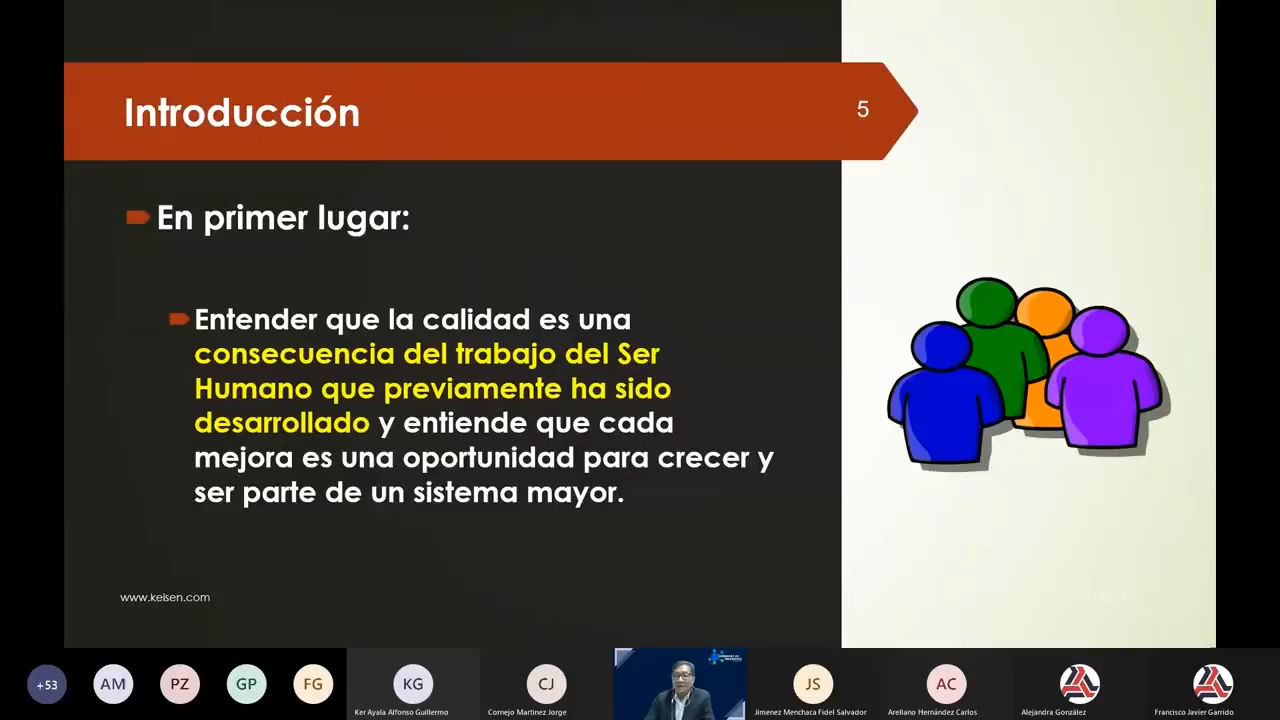 Introducción
5
En primer lugar:
Entender que la calidad es una
consecuencia del trabajo del Ser
Humano que previamente ha sido
desarrollado y entiende que cada
mejora es una oportunidad para crecer y
ser parte de un sistema mayor.
www.kelsen.com
+53
AM
PZ
GP
FG
KG
CJ
JS
AC
Ker Ayala Alfonso Guillermo
Cornejo Martinez Jorge
Jimenez Menchaca Fidel Salvador
Arellano Hernández Carlos
Alejandra González
Francisco Javier Garrido